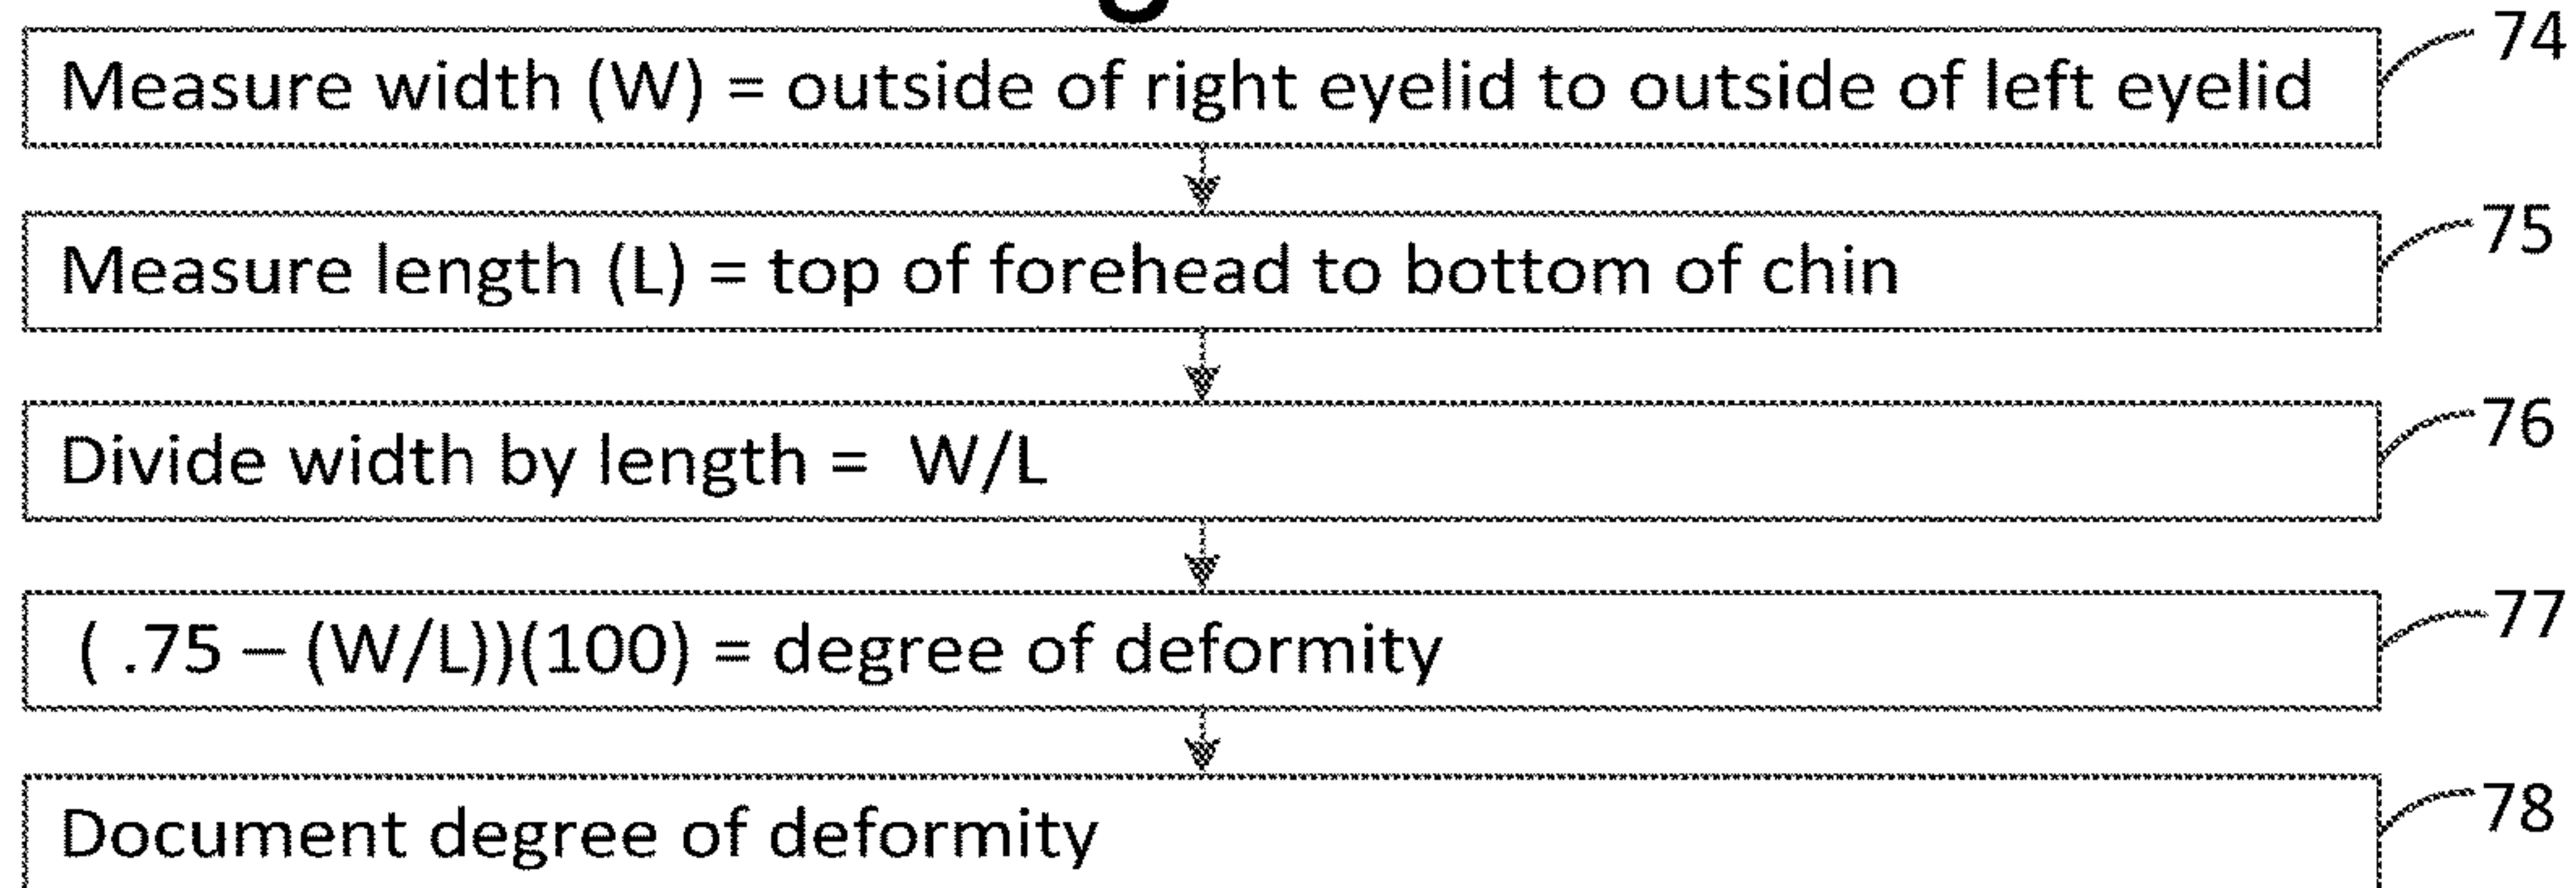 Measure width (W) = outside of right eyelid to outside of left eyelid
74
Measure length (L) = top of forehead to bottom of chin
75
Divide width by length = W/L
76
( .75 – (W/L))(100) = degree of deformity
77
Document degree of deformity
78